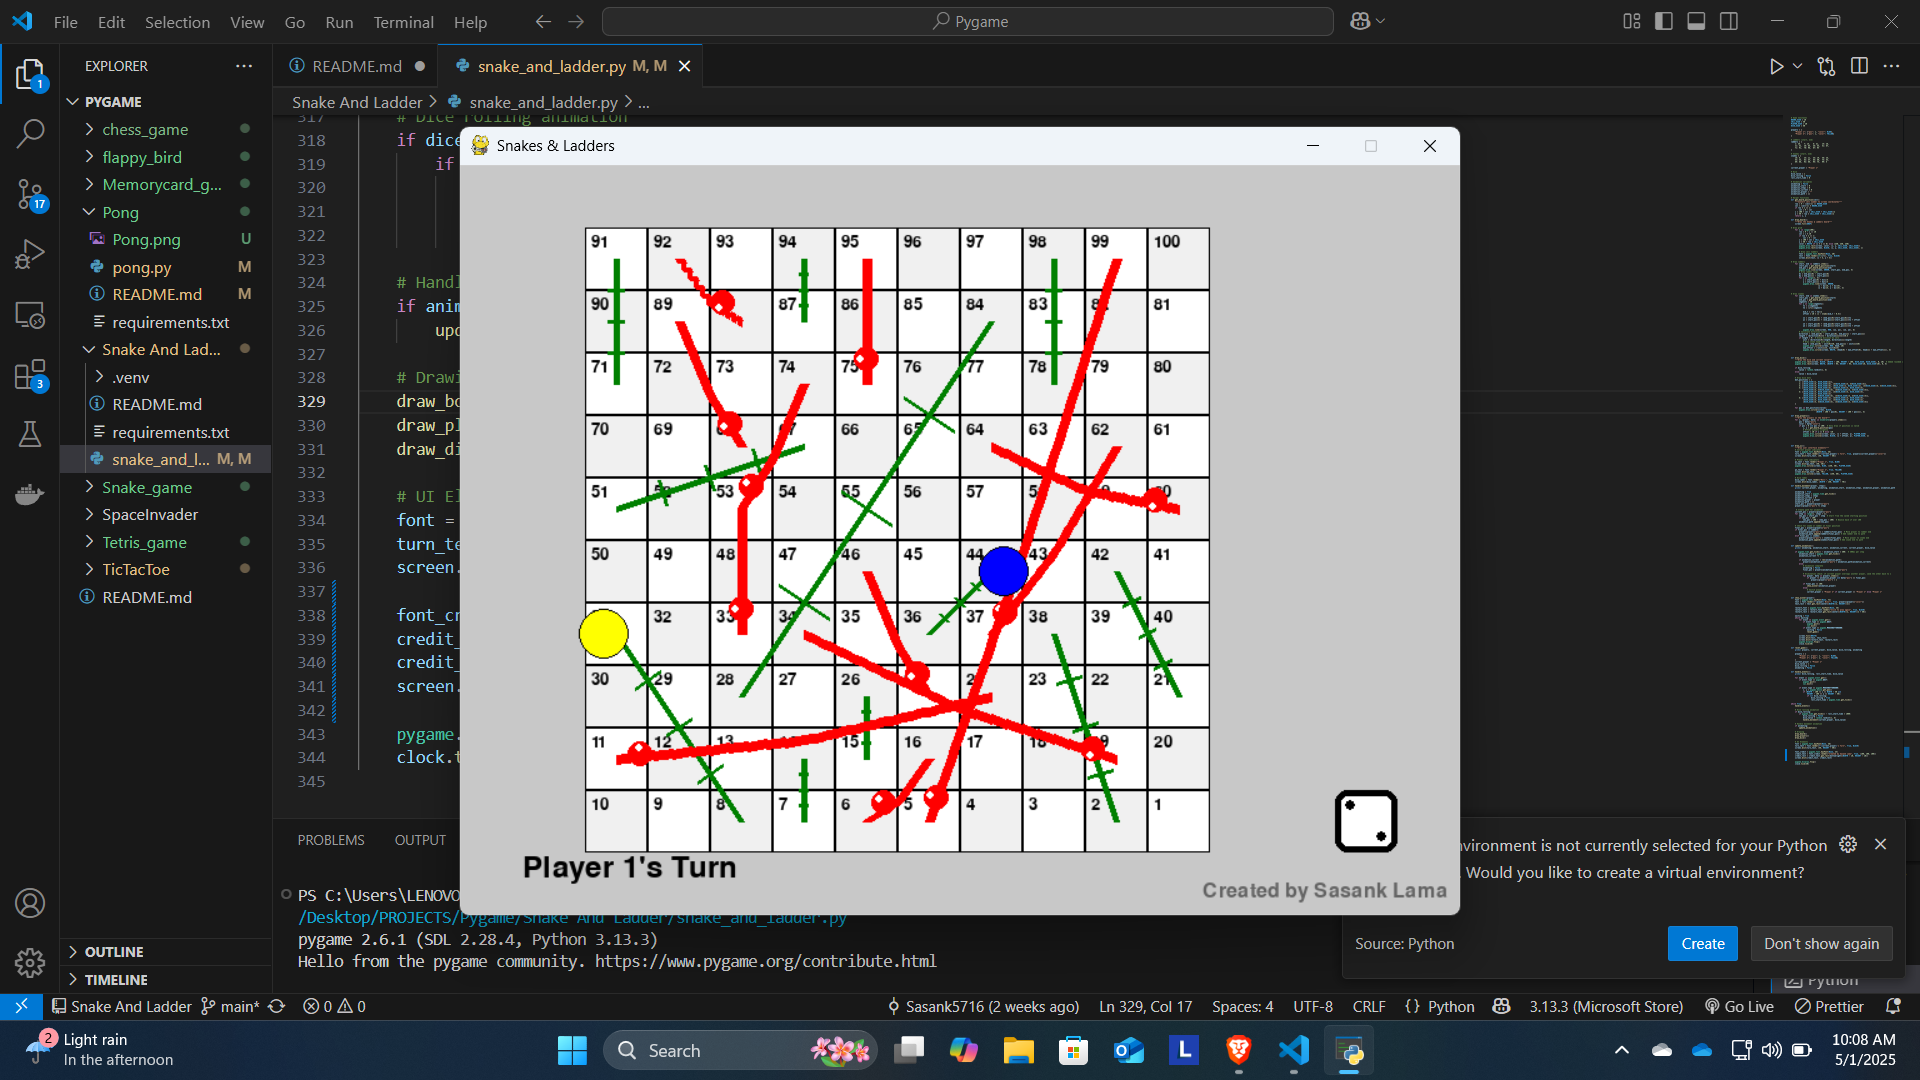 File Edit Selection View Go Run Terminal Help
Pygame
EXPLORER
README.md
snake_and_ladder.py M, M
PYGAME
Snake And Ladder > snake_and_ladder.py > ...
chess_game
flappy_bird
Memorycard_g...
Pong
Pong.png U
pong.py M
README.md M
requirements.txt
Snake And Lad...
.venv
README.md
requirements.txt
snake_and_l... M, M
Snake_game
SpaceInvader
Tetris_game
TicTacToe
README.md
OUTLINE
TIMELINE
1
17
3
317 # Dice rolling animation
318 if dice
319 if
320
321
322
323
324 # Handl
325 if anim
326 upd
327
328 # Drawi
329 draw_bo
330 draw_pl
331 draw_di
332
333 # UI El
334 font =
335 turn_te
336 screen.
337
338 font_cr
339 credit_
340 credit_
341 screen.
342
343 pygame.
344 clock.t
345
Snakes & Ladders
91 92 93 94 95 96 97 98 99 100
90 89 87 86 85 84 83 81
71 72 73 74 75 76 77 78 79 80
70 69 67 66 65 64 63 62 61
51 52 53 54 55 56 57 60
50 49 48 47 46 45 44 43 42 41
32 33 34 35 36 37 38 39 40
30 29 28 27 26 23 22 21
11 12 13 15 16 17 18 19 20
10 9 8 7 6 5 4 3 2 1
Player 1's Turn
Created by Sasank Lama
PROBLEMS OUTPUT
PS C:\Users\LENOVO
/Desktop/PROJECTS/Pygame/Snake And Ladder/snake_and_ladder.py
pygame 2.6.1 (SDL 2.28.4, Python 3.13.3)
Hello from the pygame community. https://www.pygame.org/contribute.html
vironment is not currently selected for your Python
. Would you like to create a virtual environment?
Source: Python
Create
Don't show again
Python
Snake And Ladder main* 0 0
Sasank5716 (2 weeks ago) Ln 329, Col 17 Spaces: 4 UTF-8 CRLF {} Python 3.13.3 (Microsoft Store) Go Live Prettier
2
Light rain
In the afternoon
Search
L
10:08 AM
5/1/2025